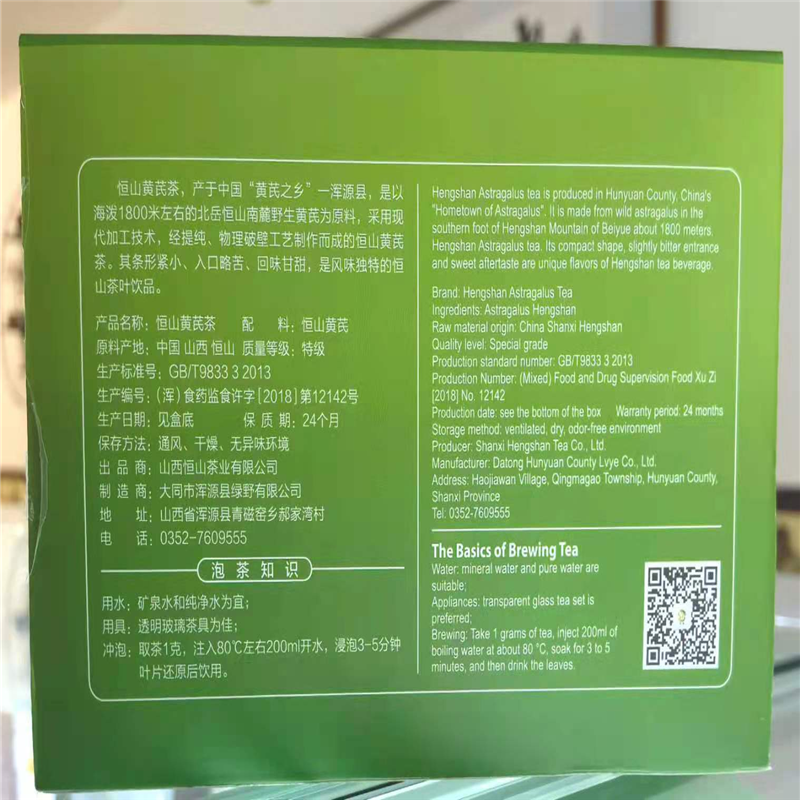 恒山黄芪茶，产于中国“黄芪之乡”—浑源县，是以
海泼1800米左右的北岳恒山南麓野生黄芪为原料，采用现
代加工技术，经提纯、物理破壁工艺制作而成的恒山黄芪
茶。其条形紧小、入口略苦、回味甘甜，是风味独特的恒
山茶叶饮品。
产品名称：恒山黄芪茶 配 料：恒山黄芪
原料产地：中国 山西 恒山 质量等级：特级
生产标准号：GB/T9833 3 2013
生产编号：(浑) 食药监食许字 [2018] 第12142号
生产日期：见盒底 保 质 期：24个月
保存方法：通风、干燥、无异味环境
出 品 商：山西恒山茶业有限公司
制 造 商：大同市浑源县绿野有限公司
地 址：山西省浑源县青磁窑乡郝家湾村
电 话：0352-7609555
泡茶知识
用水：矿泉水和纯净水为宜；
用具：透明玻璃茶具为佳；
冲泡：取茶1克，注入80℃左右200ml开水，浸泡3-5分钟
叶片还原后饮用。
Hengshan Astragalus tea is produced in Hunyuan County, China's
"Hometown of Astragalus". It is made from wild astragalus in the
southern foot of Hengshan Mountain of Beiyue about 1800 meters.
Hengshan Astragalus tea. Its compact shape, slightly bitter entrance
and sweet aftertaste are unique flavors of Hengshan tea beverage.
Brand: Hengshan Astragalus Tea
Ingredients: Astragalus Hengshan
Raw material origin: China Shanxi Hengshan
Quality level: Special grade
Production standard number: GB/T9833 3 2013
Production Number: (Mixed) Food and Drug Supervision Food Xu Zi
[2018] No. 12142
Production date: see the bottom of the box Warranty period: 24 months
Storage method: ventilated, dry, odor-free environment
Producer: Shanxi Hengshan Tea Co., Ltd.
Manufacturer: Datong Hunyuan County Lvye Co., Ltd.
Address: Haojiawan Village, Qingmagao Township, Hunyuan County,
Shanxi Province
Tel: 0352-7609555
The Basics of Brewing Tea
Water: mineral water and pure water are
suitable;
Appliances: transparent glass tea set is
preferred;
Brewing: Take 1 grams of tea, inject 200ml of
boiling water at about 80 °C, soak for 3 to 5
minutes, and then drink the leaves.